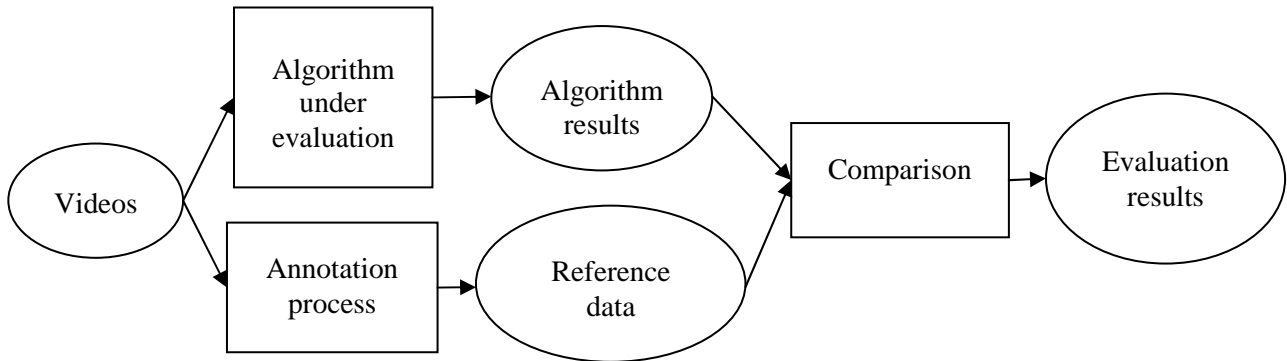 Videos
Algorithm
under
evaluation
Algorithm
results
Annotation
process
Reference
data
Comparison
Evaluation
results